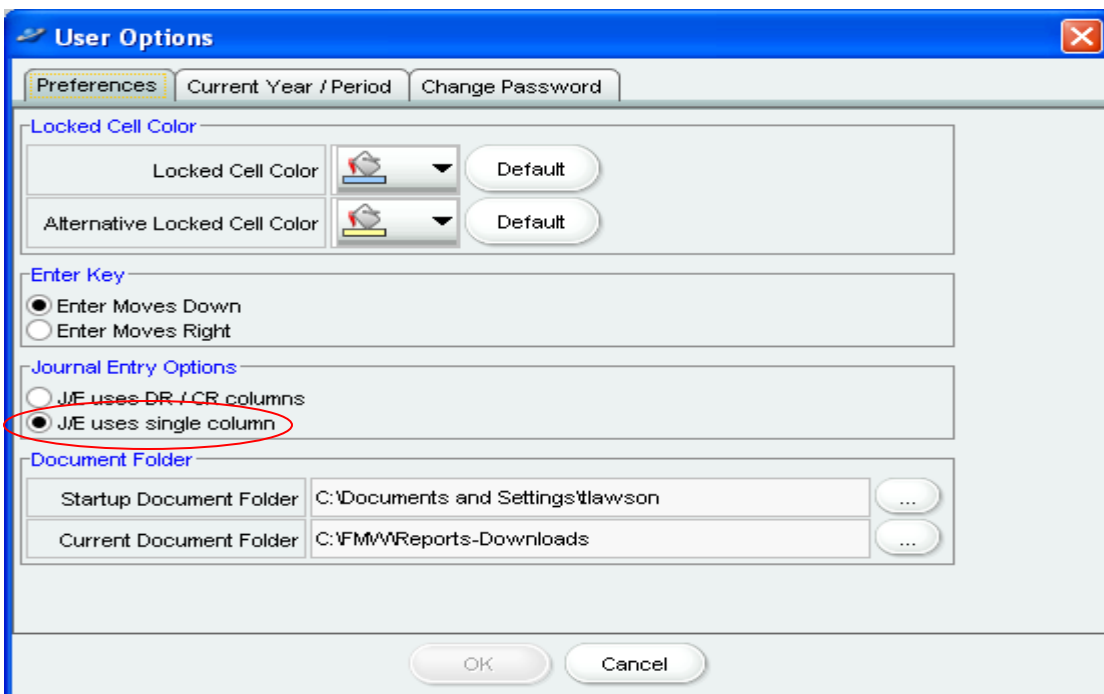 User Options
Preferences Current Year / Period Change Password
Locked Cell Color
Locked Cell Color Default
Alternative Locked Cell Color Default
Enter Key
Enter Moves Down
Enter Moves Right
Journal Entry Options
J/E uses DR / CR columns
J/E uses single column
Document Folder
Startup Document Folder C:\Documents and Settings\tlawson ...
Current Document Folder C:\FMW\Reports-Downloads ...
OK Cancel